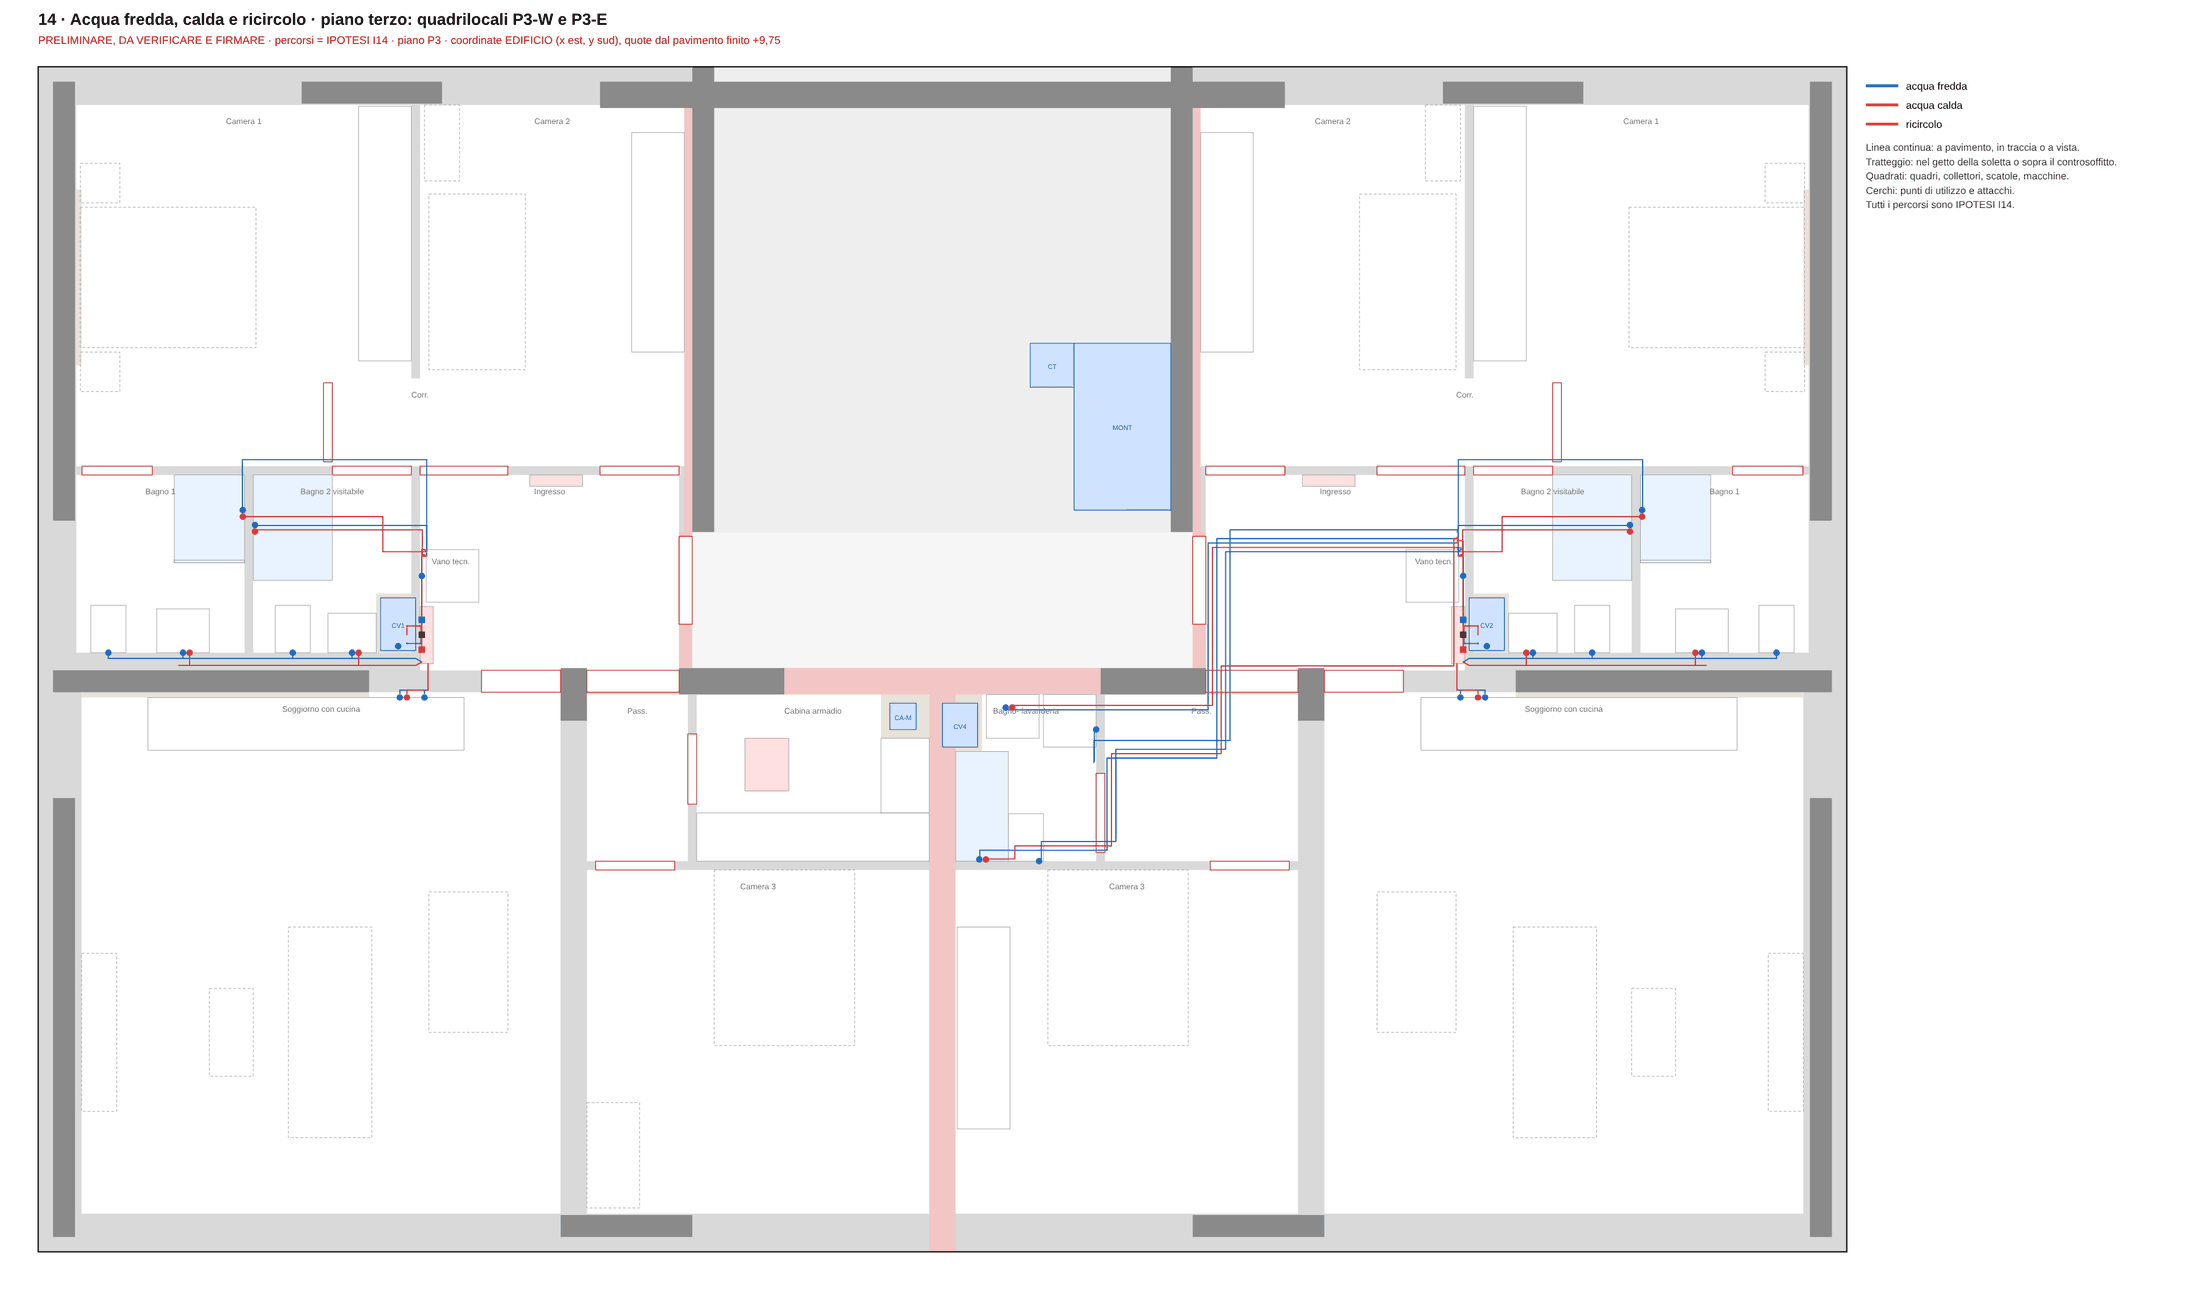 14 · Acqua fredda, calda e ricircolo · piano terzo: quadrilocali P3-W e P3-E
PRELIMINARE, DA VERIFICARE E FIRMARE · percorsi = IPOTESI I14 · piano P3 · coordinate EDIFICIO (x est, y sud), quote dal pavimento finito +9,75
acqua fredda
acqua calda
ricircolo
Linea continua: a pavimento, in traccia o a vista.
Tratteggio: nel getto della soletta o sopra il controsoffitto.
Quadrati: quadri, collettori, scatole, macchine.
Cerchi: punti di utilizzo e attacchi.
Tutti i percorsi sono IPOTESI I14.
Camera 1
Camera 2
Camera 2
Camera 1
CT
Corr.
Corr.
MONT
Bagno 1
Bagno 2 visitabile
Ingresso
Ingresso
Bagno 2 visitabile
Bagno 1
Vano tecn.
Vano tecn.
CV1
CV2
Soggiorno con cucina
Pass.
Cabina armadio
CA-M
CV4
Bagno- lavanderia
Pass.
Soggiorno con cucina
Camera 3
Camera 3